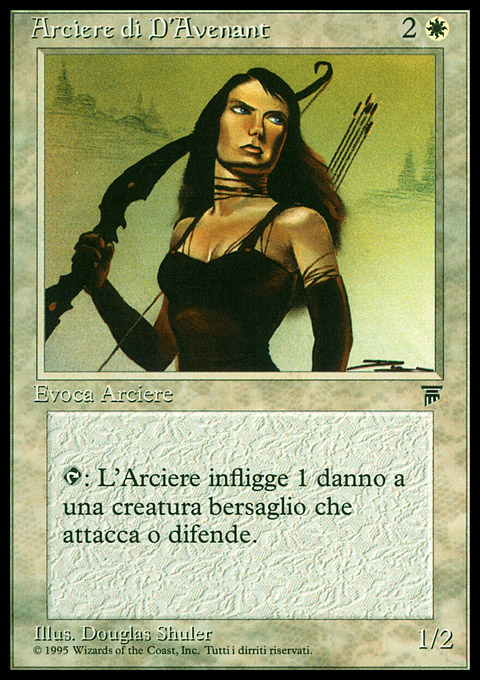 Arciere di D'Avenant 2
Evoca Arciere
: L'Arciere infligge 1 danno a
una creatura bersaglio che
attacca o difende.
Illus. Douglas Shuler
1/2
© 1995 Wizards of the Coast, Inc. Tutti i dirriti riservati.